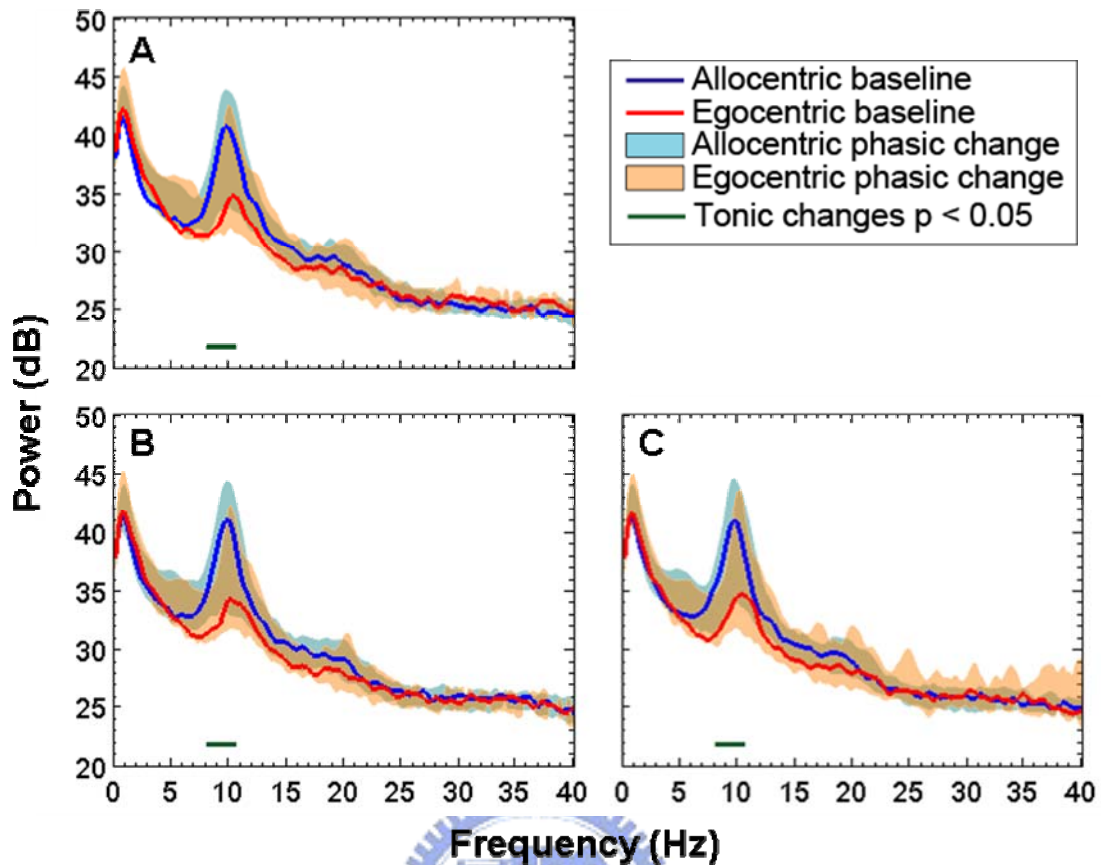 A
50
45
40
35
30
25
20
Allocentric baseline
Egocentric baseline
Allocentric phasic change
Egocentric phasic change
Tonic changes p < 0.05
Power (dB)
B
50
45
40
35
30
25
20
0 5 10 15 20 25 30 35 40
C
0 5 10 15 20 25 30 35 40
Frequency (Hz)